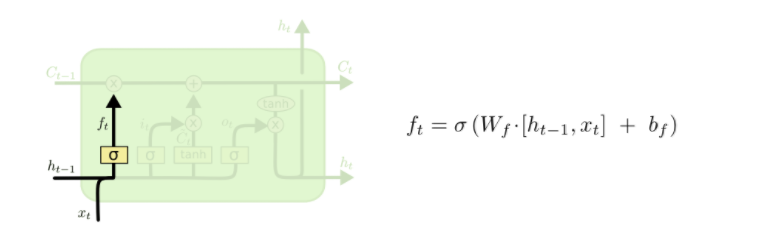 h_t
C_{t-1}
C_t
× +
tanh
f_t i_t × o_t ×
C̃_t
σ σ tanh σ
h_{t-1}
h_t
x_t
f_t = σ (W_f · [h_{t-1}, x_t] + b_f)